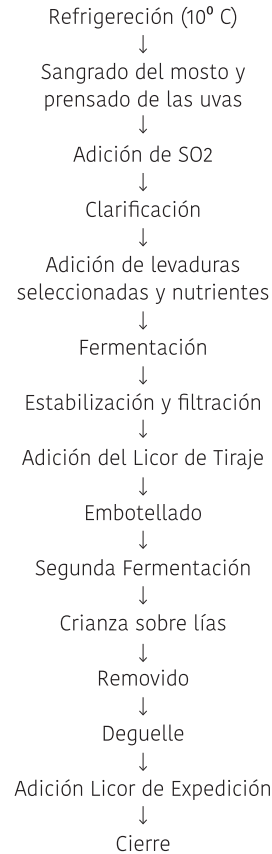 Refrigereción (10º C)
↓
Sangrado del mosto y
prensado de las uvas
↓
Adición de SO2
↓
Clarificación
↓
Adición de levaduras
seleccionadas y nutrientes
↓
Fermentación
↓
Estabilización y filtración
↓
Adición del Licor de Tiraje
↓
Embotellado
↓
Segunda Fermentación
↓
Crianza sobre lías
↓
Removido
↓
Deguelle
↓
Adición Licor de Expedición
↓
Cierre